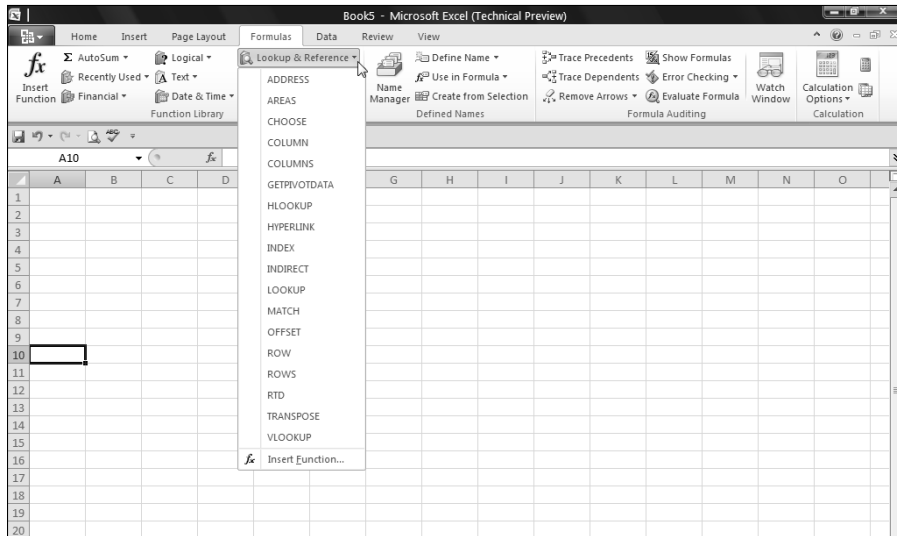 Book5 - Microsoft Excel (Technical Preview)
Home Insert Page Layout Formulas Data Review View
fx
Insert Function
Σ AutoSum
Recently Used
Financial
Logical
Text
Date & Time
Lookup & Reference
Function Library
Name Manager
Define Name
Use in Formula
Create from Selection
Defined Names
Trace Precedents
Trace Dependents
Remove Arrows
Show Formulas
Error Checking
Evaluate Formula
Formula Auditing
Watch Window
Calculation Options
Calculation
ADDRESS
AREAS
CHOOSE
COLUMN
COLUMNS
GETPIVOTDATA
HLOOKUP
HYPERLINK
INDEX
INDIRECT
LOOKUP
MATCH
OFFSET
ROW
ROWS
RTD
TRANSPOSE
VLOOKUP
fx Insert Function...
A10 fx
A B C D G H I J K L M N O
1
2
3
4
5
6
7
8
9
10
11
12
13
14
15
16
17
18
19
20